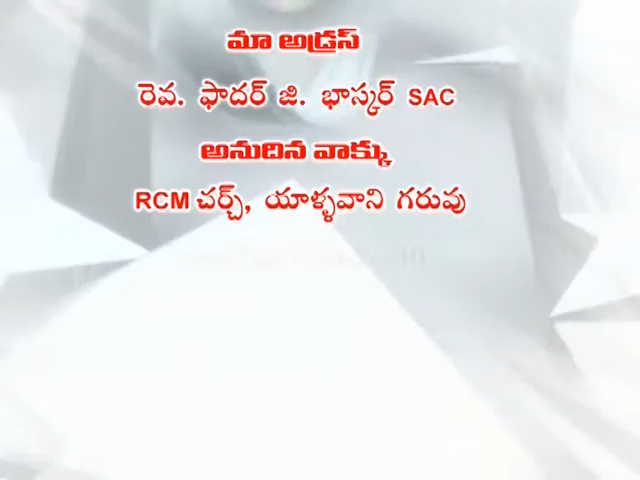 మా అడ్రస్
రెవ. ఫాదర్ జి. భాస్కర్ SAC
అనుదిన వాక్కు
RCM చర్చ్, యాళ్ళవాని గరువు